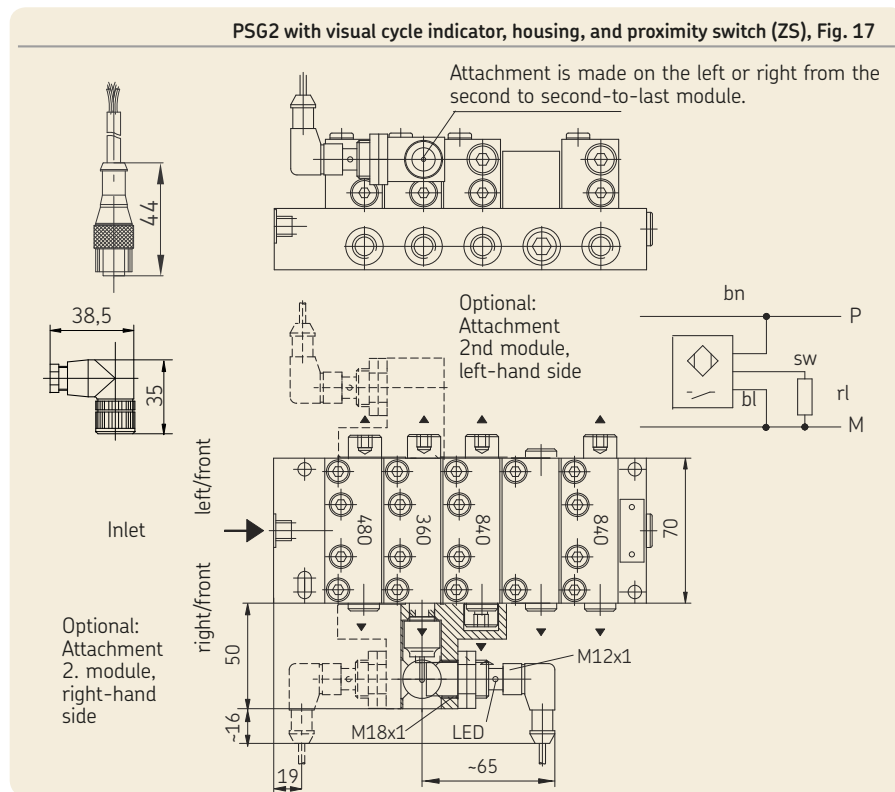 PSG2 with visual cycle indicator, housing, and proximity switch (ZS), Fig. 17
Attachment is made on the left or right from the
second to second-to-last module.
44
38,5
35
Optional:
Attachment
2nd module,
left-hand side
bn
P
sw
bl
rl
M
left/front
Inlet
right/front
480
360
840
840
70
Optional:
Attachment
2. module,
right-hand
side
50
~16
19
M18x1
LED
M12x1
~65